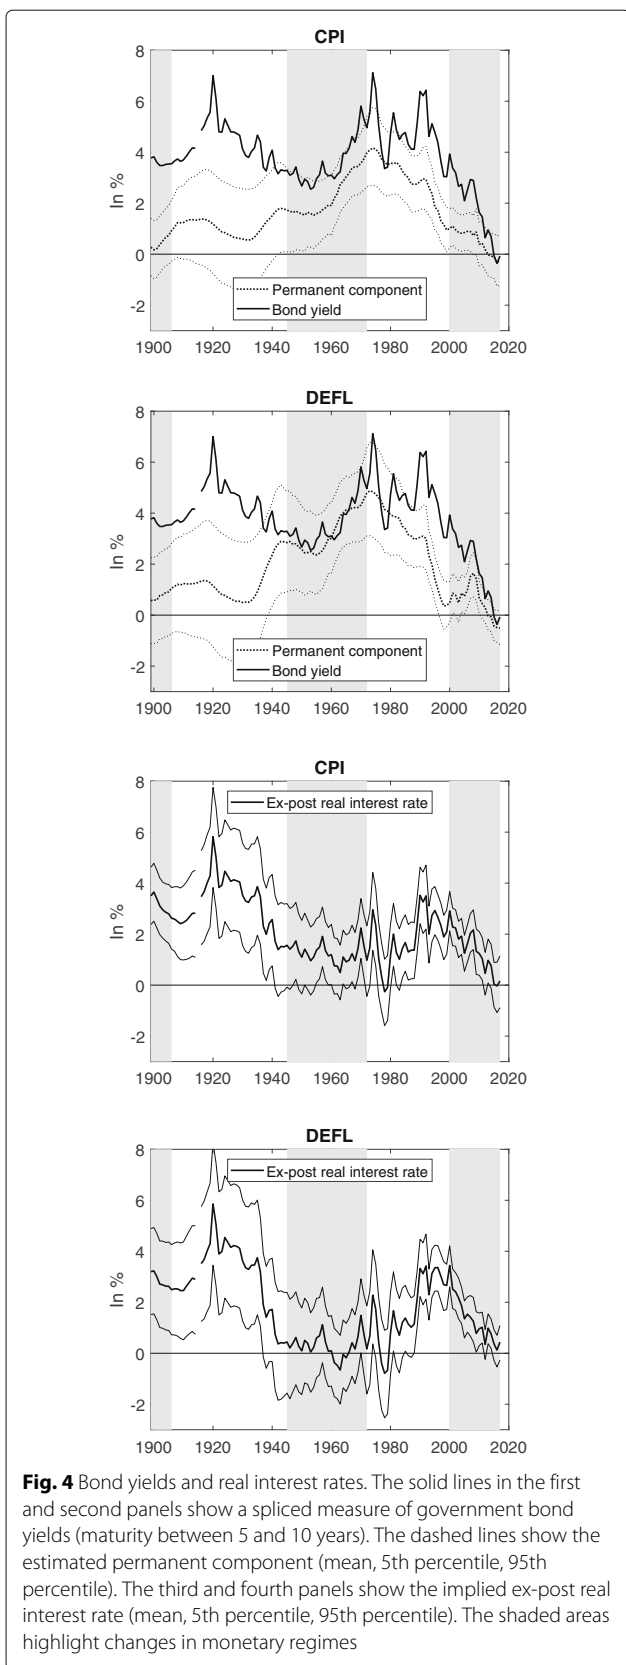 CPI
8
6
4
2
0
-2
In %
Permanent component
Bond yield
1900 1920 1940 1960 1980 2000 2020
DEFL
8
6
4
2
0
-2
In %
Permanent component
Bond yield
1900 1920 1940 1960 1980 2000 2020
CPI
8
6
4
2
0
-2
In %
Ex-post real interest rate
1900 1920 1940 1960 1980 2000 2020
DEFL
8
6
4
2
0
-2
In %
Ex-post real interest rate
1900 1920 1940 1960 1980 2000 2020
Fig. 4 Bond yields and real interest rates. The solid lines in the first
and second panels show a spliced measure of government bond
yields (maturity between 5 and 10 years). The dashed lines show the
estimated permanent component (mean, 5th percentile, 95th
percentile). The third and fourth panels show the implied ex-post real
interest rate (mean, 5th percentile, 95th percentile). The shaded areas
highlight changes in monetary regimes